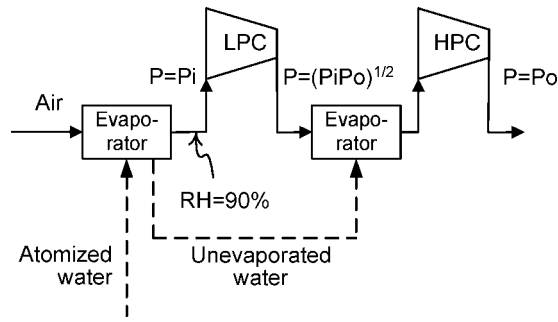 LPC
HPC
P=Pi
P=(PiPo)1/2
P=Po
Air
Evapo-
rator
Evapo-
rator
RH=90%
Atomized
water
Unevaporated
water